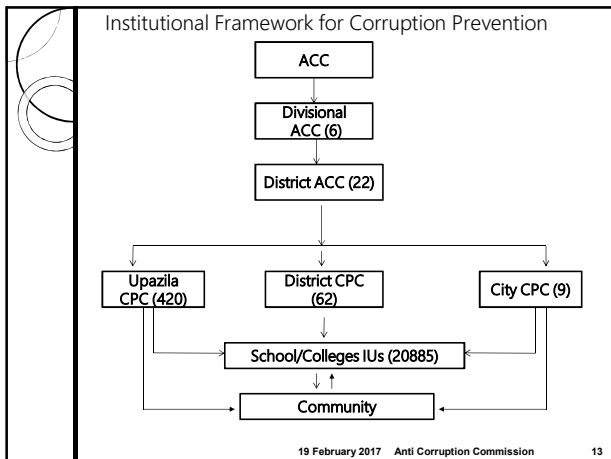 Institutional Framework for Corruption Prevention
ACC
Divisional
ACC (6)
District ACC (22)
Upazila
CPC (420)
District CPC
(62)
City CPC (9)
School/Colleges IUs (20885)
Community
19 February 2017 Anti Corruption Commission 13